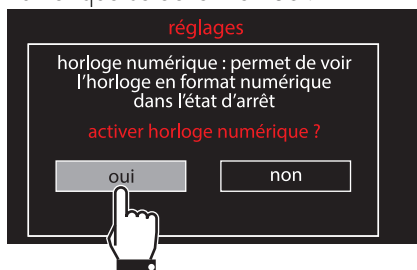 réglages
horloge numérique : permet de voir
l'horloge en format numérique
dans l'état d'arrêt
activer horloge numérique ?
oui
non